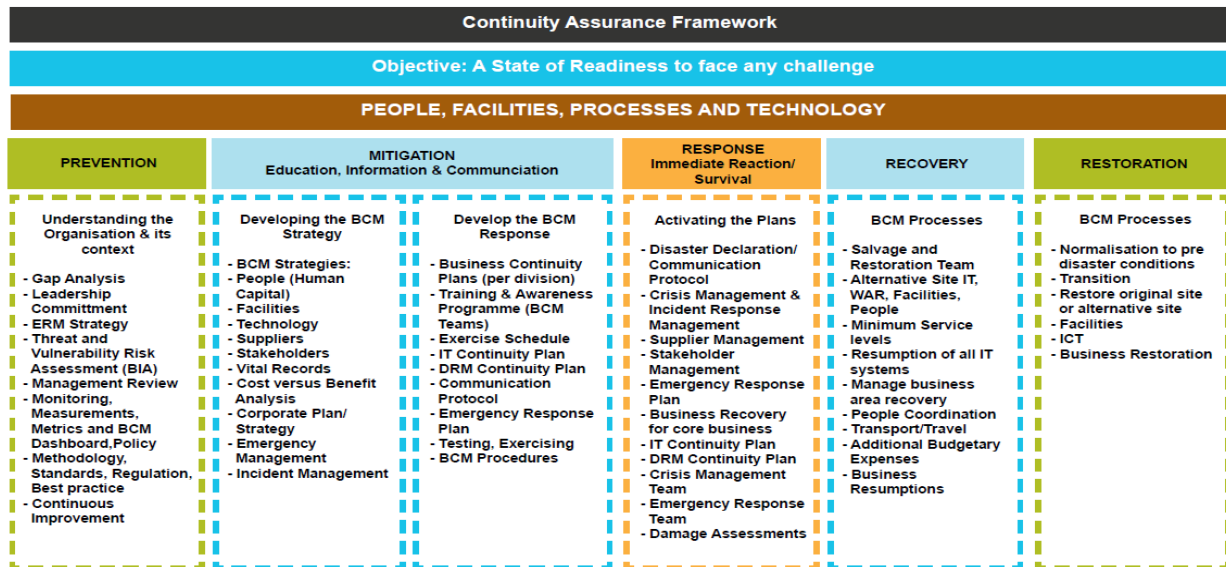 Continuity Assurance Framework
Objective: A State of Readiness to face any challenge
PEOPLE, FACILITIES, PROCESSES AND TECHNOLOGY
PREVENTION
MITIGATION
Education, Information & Communciation
RESPONSE
Immediate Reaction/
Survival
RECOVERY
RESTORATION
Understanding the
Organisation & its
context
- Gap Analysis
- Leadership
Committment
- ERM Strategy
- Threat and
Vulnerability Risk
Assessment (BIA)
- Management Review
- Monitoring,
Measurements,
Metrics and BCM
Dashboard,Policy
- Methodology,
Standards, Regulation,
Best practice
- Continuous
Improvement
Developing the BCM
Strategy
- BCM Strategies:
- People (Human
Capital)
- Facilities
- Technology
- Suppliers
- Stakeholders
- Vital Records
- Cost versus Benefit
Analysis
- Corporate Plan/
Strategy
- Emergency
Management
- Incident Management
Develop the BCM
Response
- Business Continuity
Plans (per division)
- Training & Awareness
Programme (BCM
Teams)
- Exercise Schedule
- IT Continuity Plan
- DRM Continuity Plan
- Communication
Protocol
- Emergency Response
Plan
- Testing, Exercising
- BCM Procedures
Activating the Plans
- Disaster Declaration/
Communication
Protocol
- Crisis Management &
Incident Response
Management
- Supplier Management
- Stakeholder
Management
- Emergency Response
Plan
- Business Recovery
for core business
- IT Continuity Plan
- DRM Continuity Plan
- Crisis Management
Team
- Emergency Response
Team
- Damage Assessments
BCM Processes
- Salvage and
Restoration Team
- Alternative Site IT,
WAR, Facilities,
People
- Minimum Service
levels
- Resumption of all IT
systems
- Manage business
area recovery
- People Coordination
- Transport/Travel
- Additional Budgetary
Expenses
- Business
Resumptions
BCM Processes
- Normalisation to pre
disaster conditions
- Transition
- Restore original site
or alternative site
- Facilities
- ICT
- Business Restoration